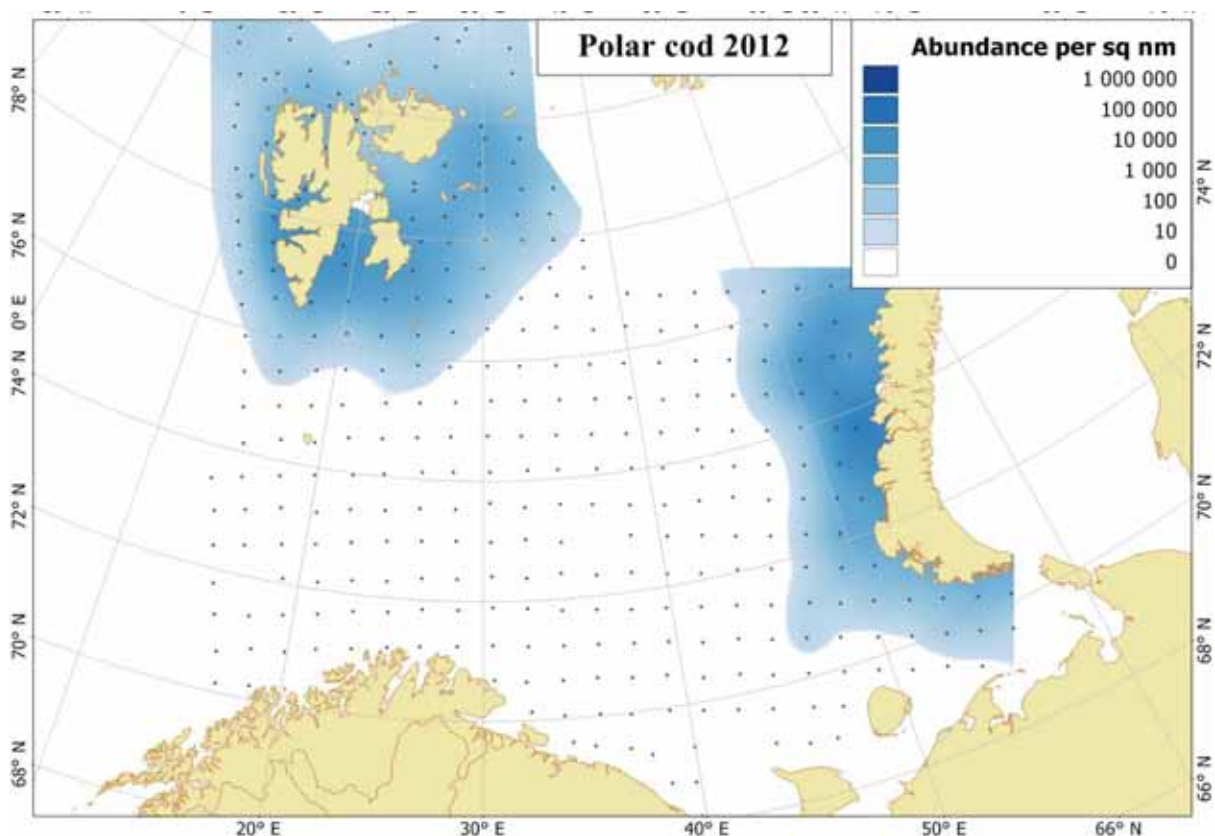 Polar cod 2012
Abundance per sq nm
1 000 000
100 000
10 000
1 000
100
10
0
78° N
76° N
0° E
74° N
72° N
70° N
68° N
74° N
72° N
70° N
68° N
66° N
20° E
30° E
40° E
50° E
66° N